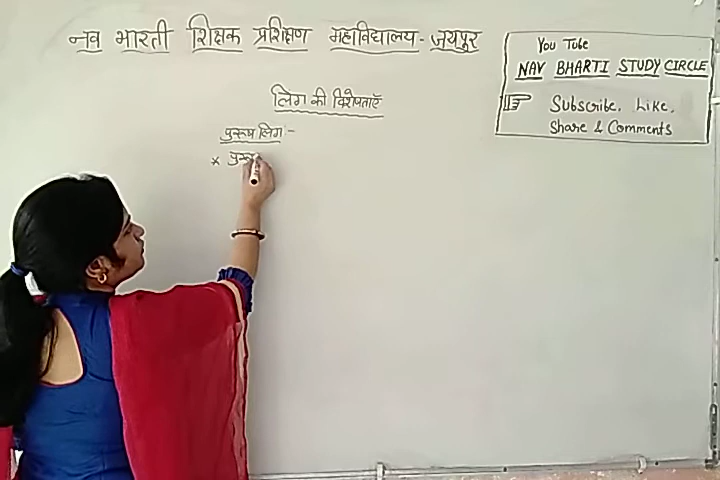 नव भारती शिक्षक प्रशिक्षण महाविद्यालय - जयपुर
You Tube
NAV BHARTI STUDY CIRCLE
Subscribe, Like,
Share & Comments
लिंग की विशेषताएँ
पुरूष लिंग -
× पुरू